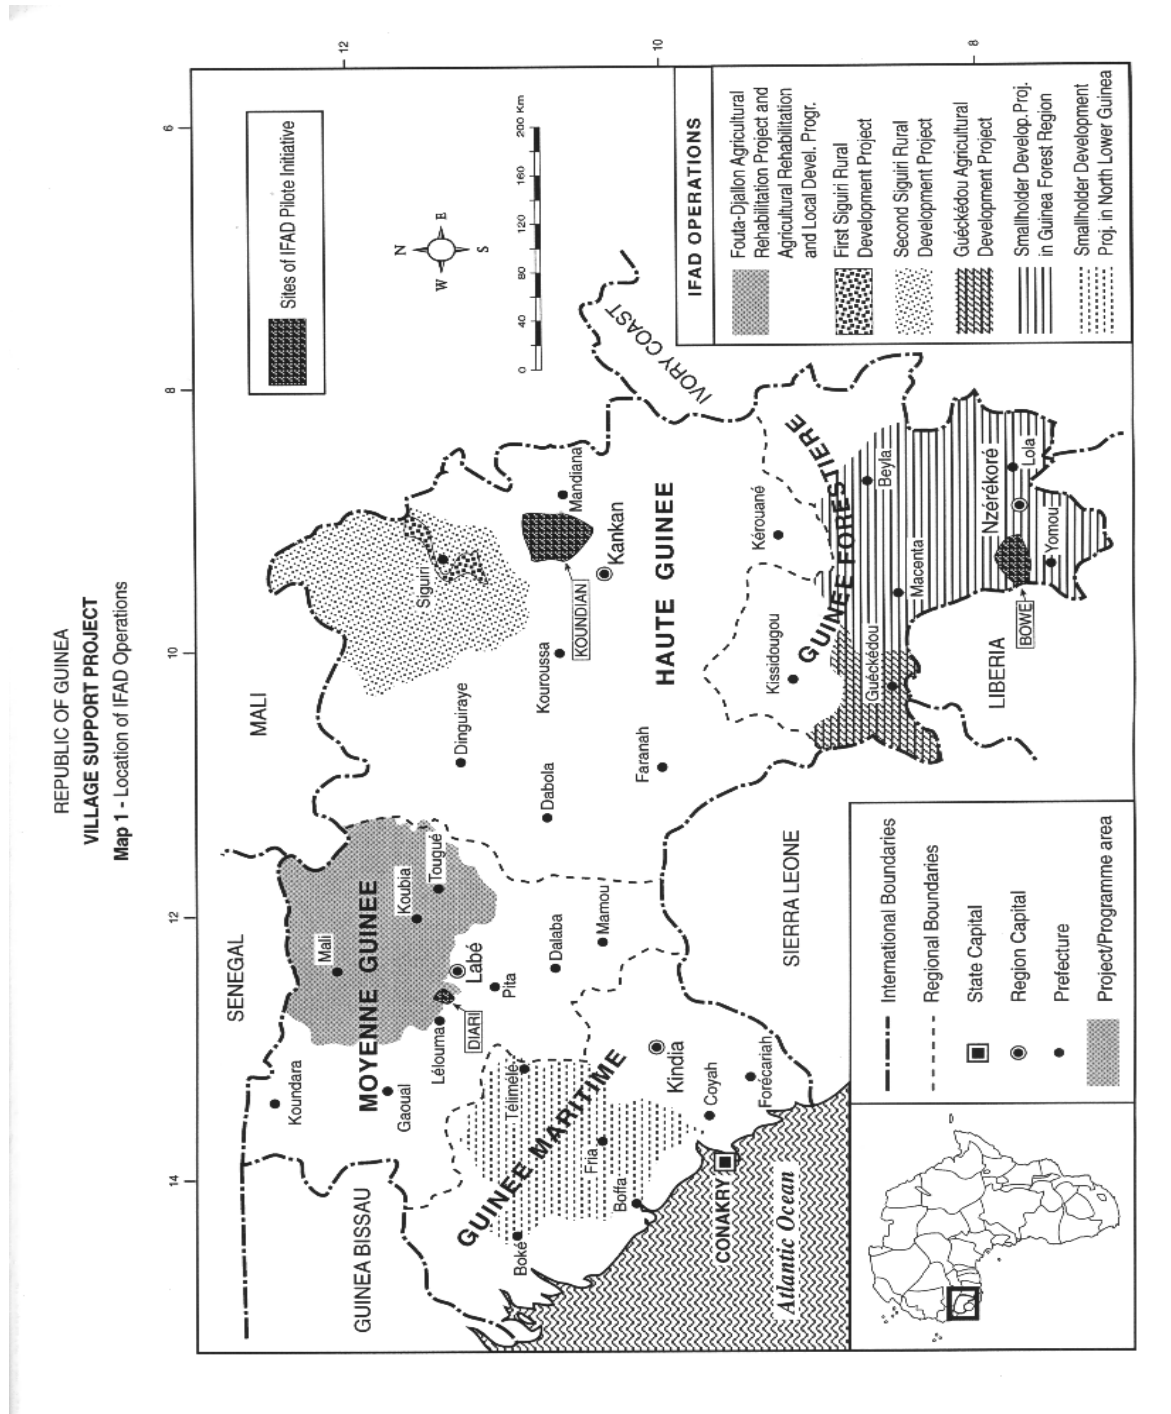 REPUBLIC OF GUINEA
VILLAGE SUPPORT PROJECT
Map 1 - Location of IFAD Operations
14
12
10
8
6
12
10
8
Sites of IFAD Pilote Initiative
N
W
E
S
0
40
80
120
160
200 Km
SENEGAL
MALI
GUINEA BISSAU
IVORY COAST
SIERRA LEONE
LIBERIA
Atlantic Ocean
MOYENNE GUINEE
HAUTE GUINEE
GUINEE MARITIME
GUINEE FORESTIERE
Koundara
Mali
Gaoual
Koubia
Tougué
Lélouma
Labé
DIARI
Pita
Dalaba
Mamou
Télimélé
Fria
Boké
Boffa
Kindia
Coyah
CONAKRY
Forécariah
Siguiri
Dinguiraye
Dabola
Kouroussa
KOUNDIAN
Mandiana
Kankan
Faranah
Kissidougou
Kérouané
Guéckédou
Macenta
Beyla
Nzérékoré
Lola
Yomou
BOWE
IFAD OPERATIONS
Fouta-Djallon Agricultural
Rehabilitation Project and
Agricultural Rehabilitation
and Local Devel. Progr.
First Siguiri Rural
Development Project
Second Siguiri Rural
Development Project
Guéckédou Agricultural
Development Project
Smallholder Develop. Proj.
in Guinea Forest Region
Smallholder Development
Proj. in North Lower Guinea
International Boundaries
Regional Boundaries
State Capital
Region Capital
Prefecture
Project/Programme area